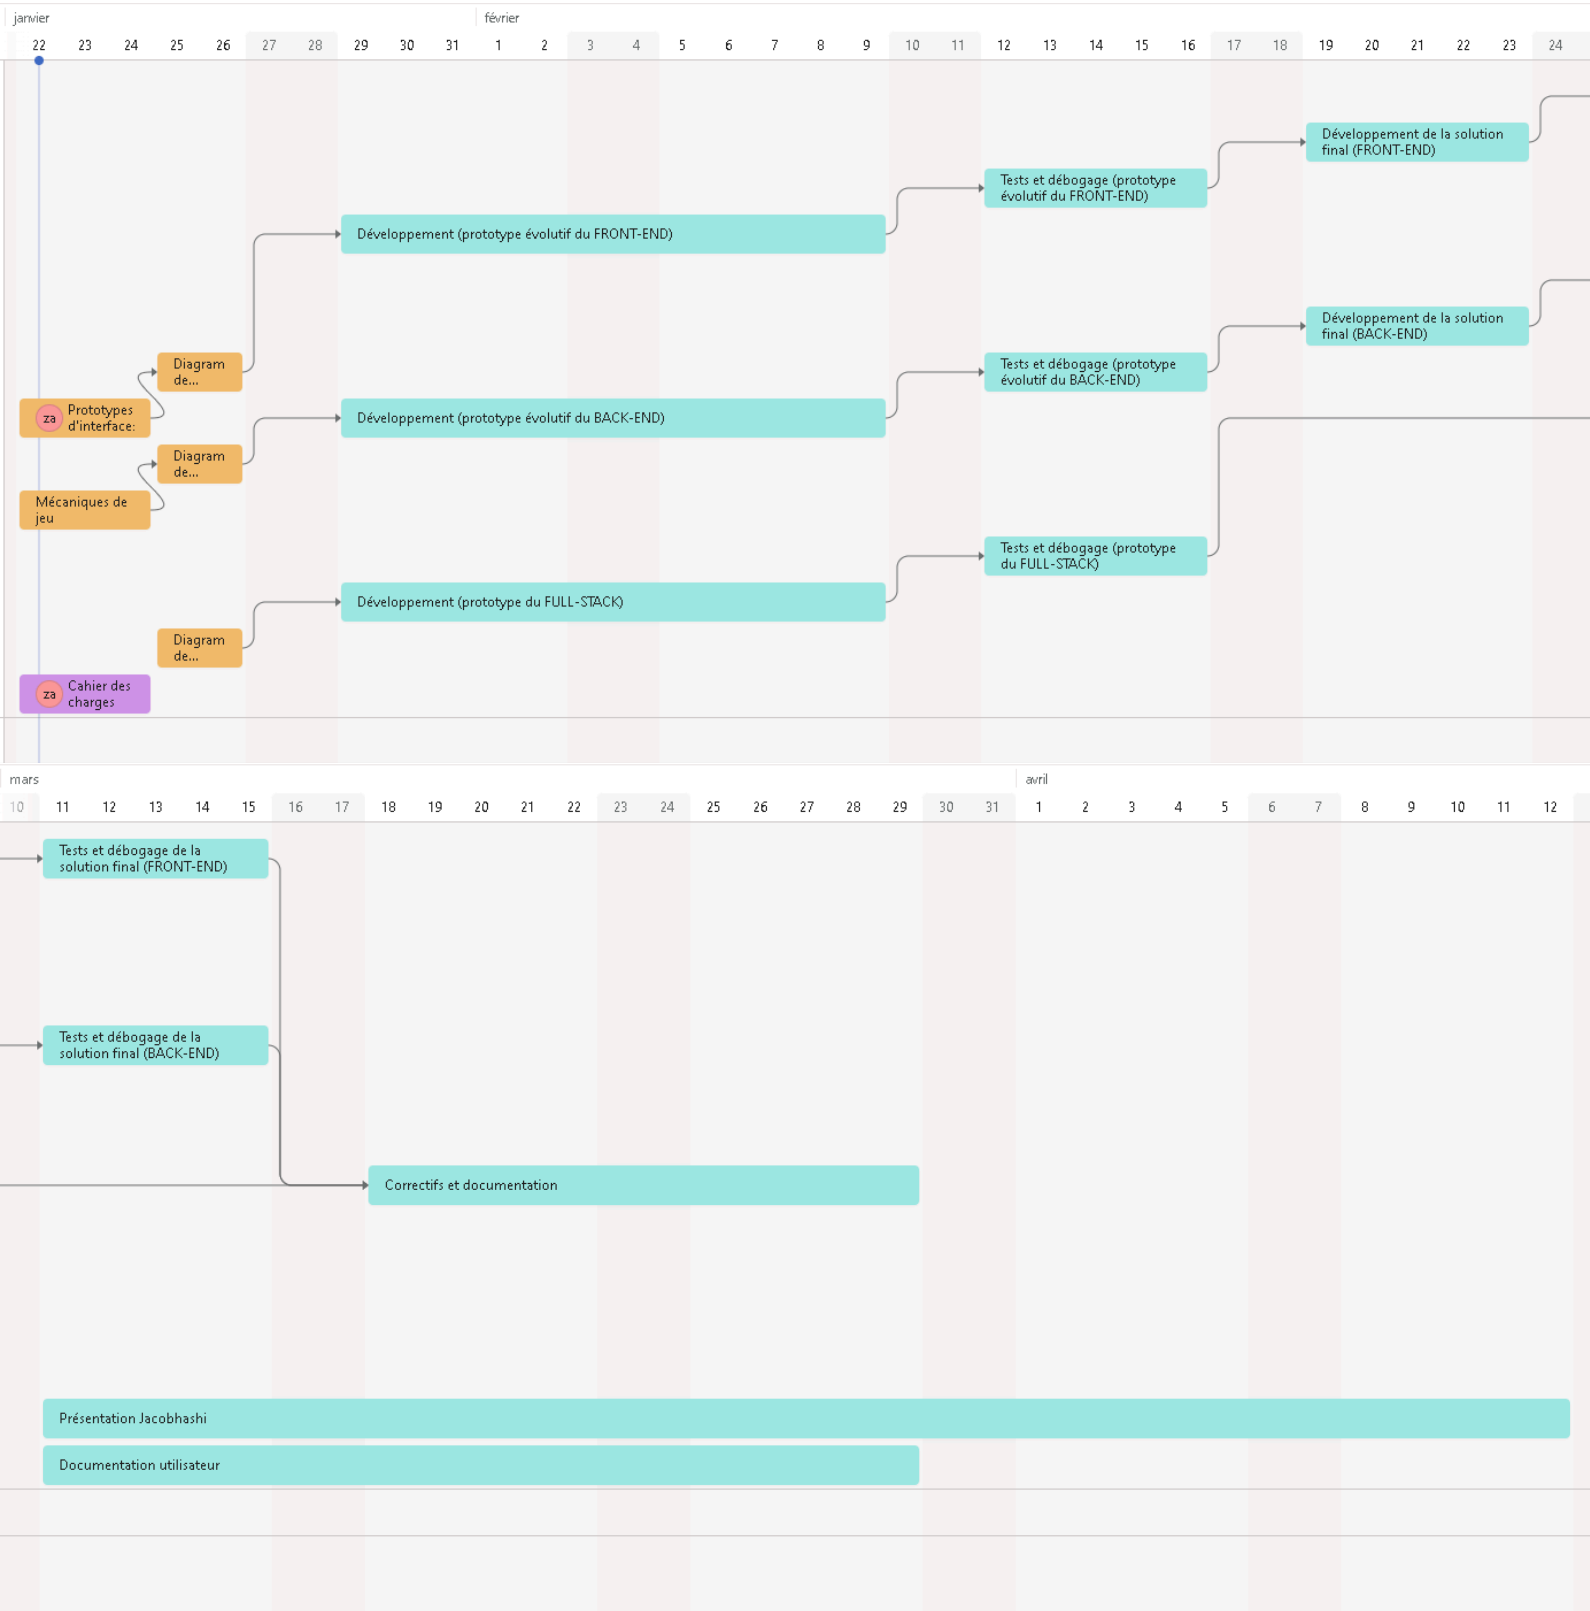 janvier
février
22 23 24 25 26 27 28 29 30 31 1 2 3 4 5 6 7 8 9 10 11 12 13 14 15 16 17 18 19 20 21 22 23 24
Développement de la solution
final (FRONT-END)
Tests et débogage (prototype
évolutif du FRONT-END)
Développement (prototype évolutif du FRONT-END)
Développement de la solution
final (BACK-END)
Diagram
de...
Tests et débogage (prototype
évolutif du BACK-END)
za
Prototypes
d'interface:
Développement (prototype évolutif du BACK-END)
Diagram
de...
Mécaniques de
jeu
Tests et débogage (prototype
du FULL-STACK)
Développement (prototype du FULL-STACK)
Diagram
de...
za
Cahier des
charges
mars
avril
10 11 12 13 14 15 16 17 18 19 20 21 22 23 24 25 26 27 28 29 30 31 1 2 3 4 5 6 7 8 9 10 11 12
Tests et débogage de la
solution final (FRONT-END)
Tests et débogage de la
solution final (BACK-END)
Correctifs et documentation
Présentation Jacobhashi
Documentation utilisateur